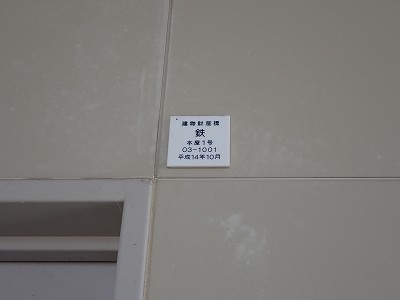 建物財産標
鉄
本屋1号
03-1001
平成14年10月